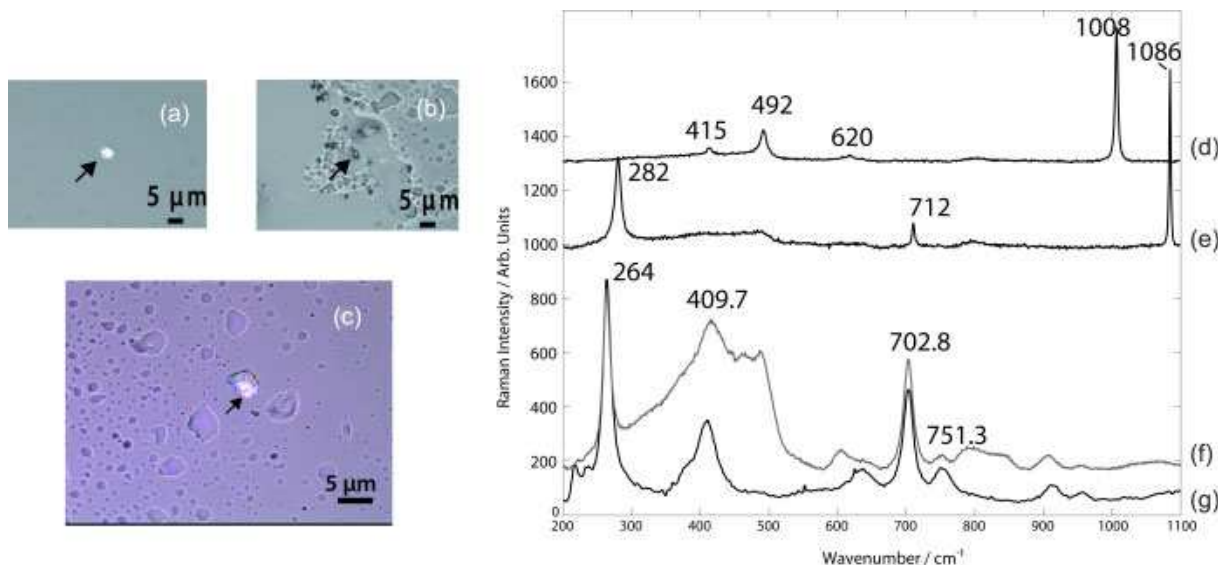 (a)
5 µm
(b)
5 µm
(c)
5 µm
Raman Intensity / Arb. Units
1600
1400
1200
1000
800
600
400
200
0
1008
1086
492
415
620
(d)
282
712
(e)
264
409.7
702.8
751.3
(f)
(g)
200 300 400 500 600 700 800 900 1000 1100
Wavenumber / cm⁻¹